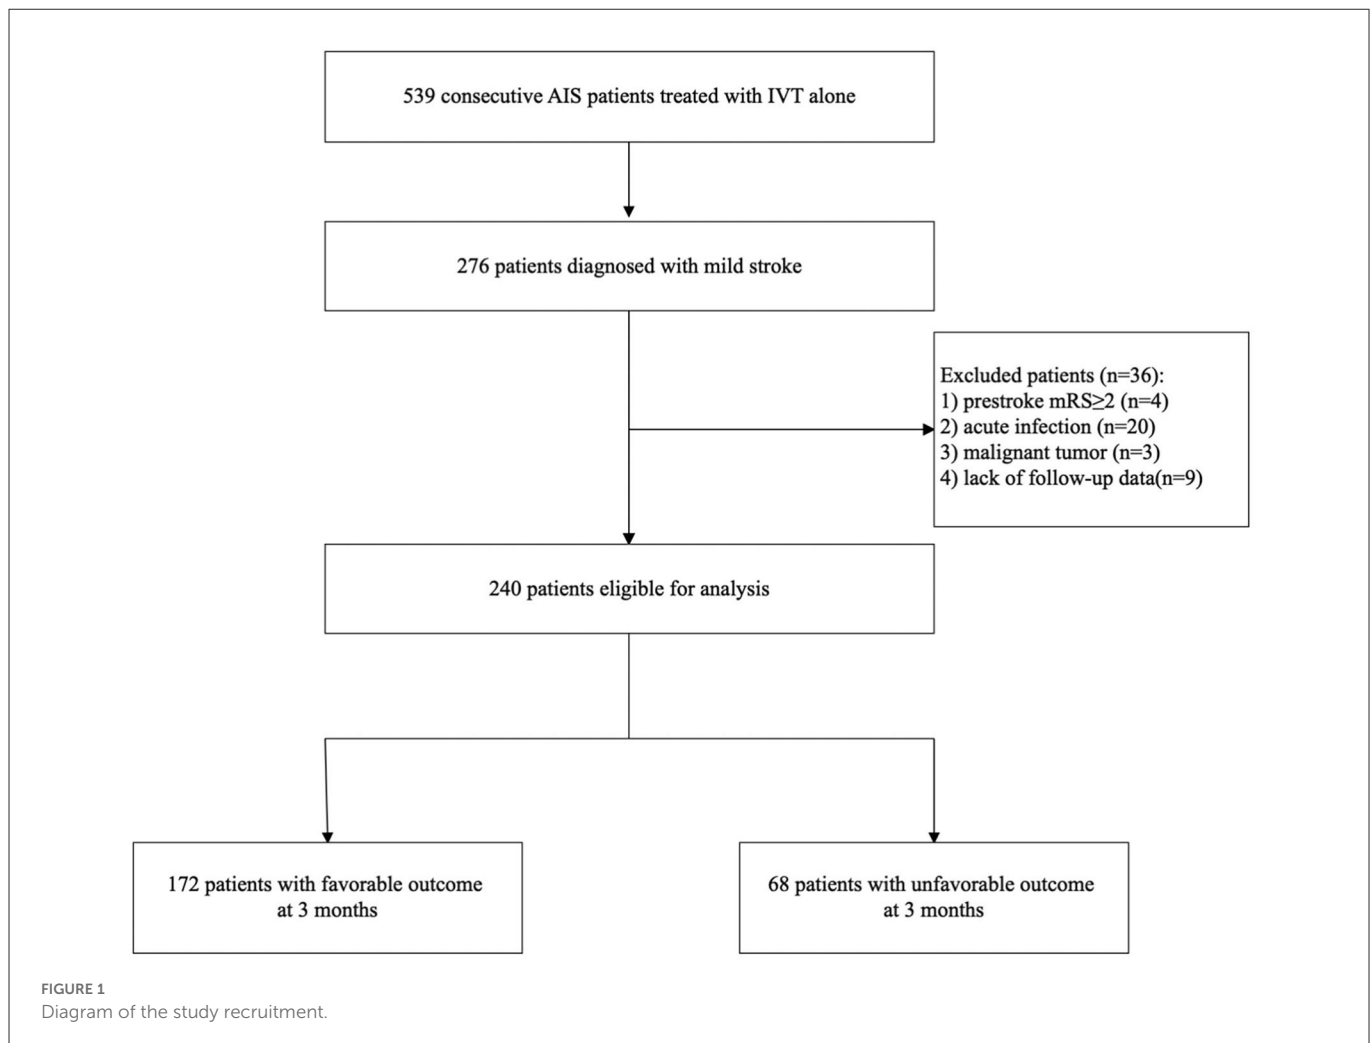 539 consecutive AIS patients treated with IVT alone
276 patients diagnosed with mild stroke
Excluded patients (n=36):
1) prestroke mRS≥2 (n=4)
2) acute infection (n=20)
3) malignant tumor (n=3)
4) lack of follow-up data(n=9)
240 patients eligible for analysis
172 patients with favorable outcome
at 3 months
68 patients with unfavorable outcome
at 3 months
FIGURE 1
Diagram of the study recruitment.